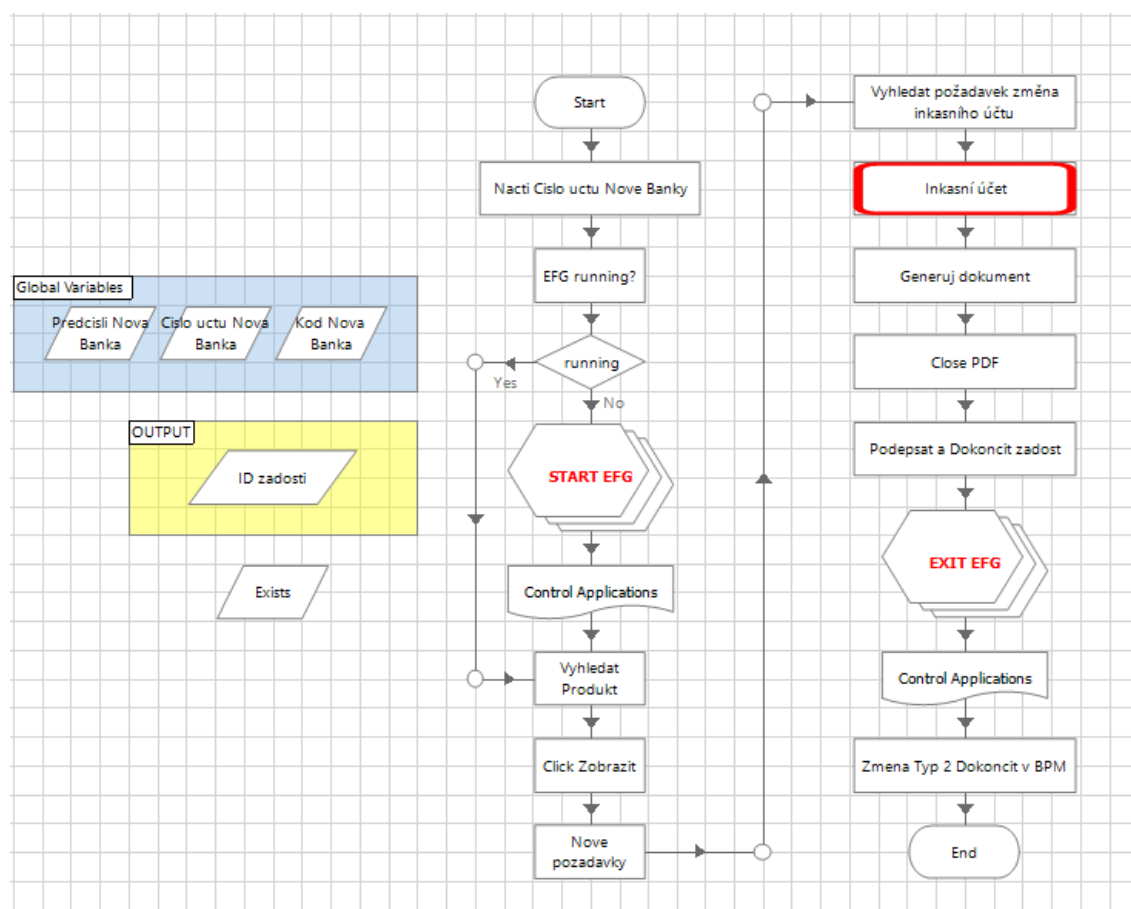 Global Variables
Predcisli Nova
Banka
Cislo uctu Nova
Banka
Kod Nova
Banka
OUTPUT
ID zadosti
Exists
Start
Nacti Cislo uctu Nove Banky
EFG running?
running
Yes
No
START EFG
Control Applications
Vyhledat
Produkt
Click Zobrazit
Nove
pozadavky
Vyhledat požadavek změna
inkasního účtu
Inkasní účet
Generuj dokument
Close PDF
Podepsat a Dokoncit zadost
EXIT EFG
Control Applications
Zmena Typ 2 Dokoncit v BPM
End